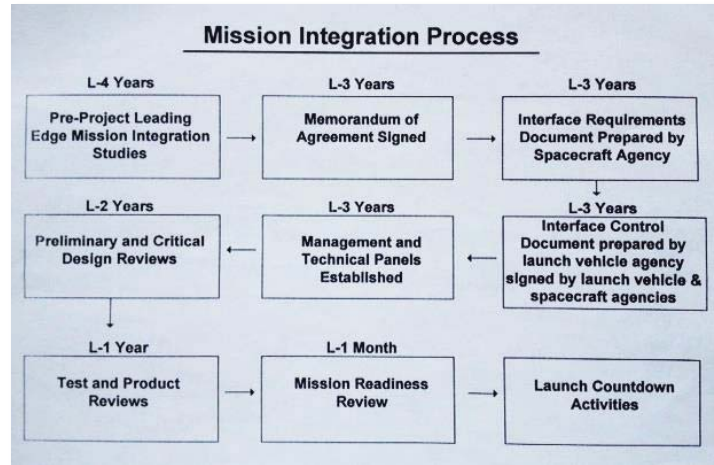 Mission Integration Process
L-4 Years
Pre-Project Leading
Edge Mission Integration
Studies
L-3 Years
Memorandum of
Agreement Signed
L-3 Years
Interface Requirements
Document Prepared by
Spacecraft Agency
L-3 Years
Interface Control
Document prepared by
launch vehicle agency
signed by launch vehicle &
spacecraft agencies
L-3 Years
Management and
Technical Panels
Established
L-2 Years
Preliminary and Critical
Design Reviews
L-1 Year
Test and Product
Reviews
L-1 Month
Mission Readiness
Review
Launch Countdown
Activities